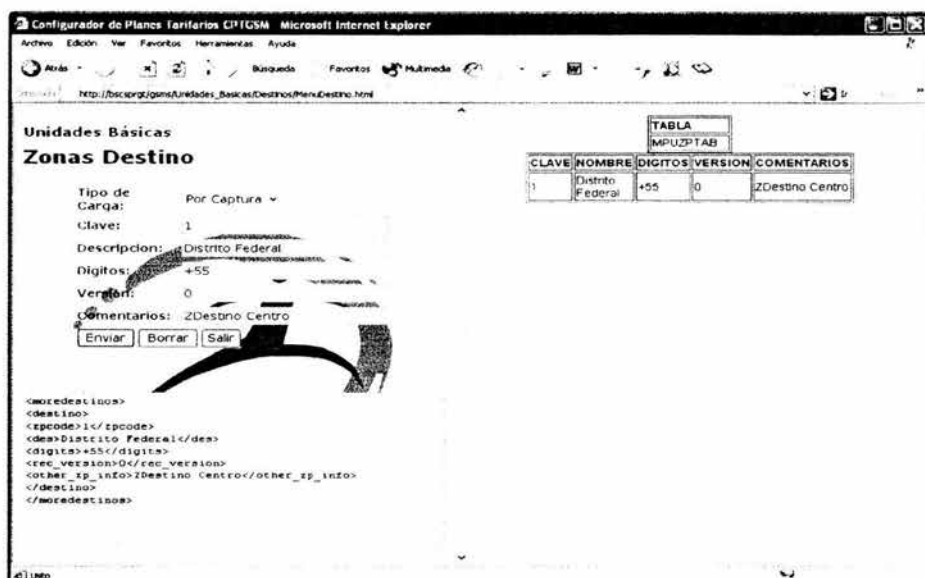 Configurador de Planes Tarifarios CPTGSM Microsoft Internet Explorer
Archivo Edición Ver Favoritos Herramientas Ayuda
Atrás Búsqueda Favoritos Multimedia
http://bscsprgt/gsms/Unidades_Basicas/Destinos/MenuDestino.html Ir
Unidades Básicas
Zonas Destino
Tipo de Carga: Por Captura
Clave: 1
Descripcion: Distrito Federal
Digitos: +55
Version: 0
Comentarios: ZDestino Centro
Enviar Borrar Salir
<moredestinos>
<destino>
<zpcode>1</zpcode>
<des>Distrito Federal</des>
<digits>+55</digits>
<rec_version>0</rec_version>
<other_zp_info>ZDestino Centro</other_zp_info>
</destino>
</moredestinos>
TABLA
MPUZPTAB
CLAVE NOMBRE DIGITOS VERSION COMENTARIOS
1 Distrito Federal +55 0 ZDestino Centro
Listo